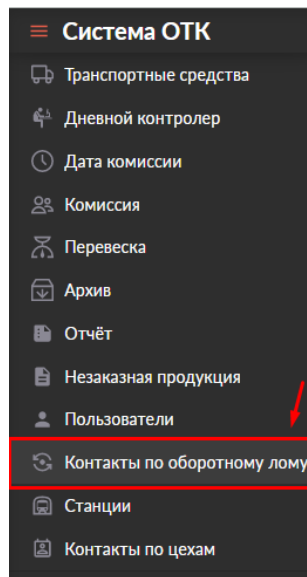 Система ОТК
Транспортные средства
Дневной контролер
Дата комиссии
Комиссия
Перевеска
Архив
Отчёт
Незаказная продукция
Пользователи
Контакты по оборотному лому
Станции
Контакты по цехам